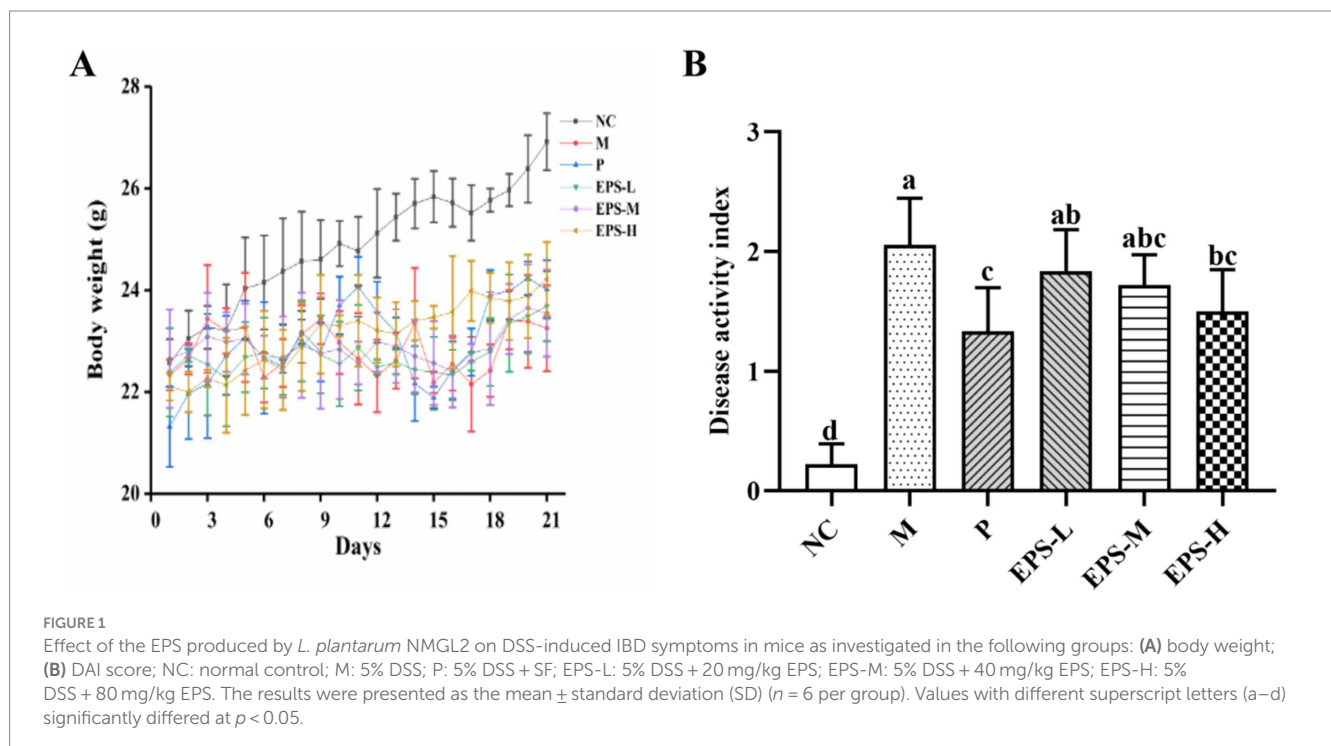 A
B
28
26
24
22
20
Body weight (g)
0 3 6 9 12 15 18 21
Days
NC
M
P
EPS-L
EPS-M
EPS-H
3
2
1
0
Disease activity index
d
a
c
ab
abc
bc
NC
M
P
EPS-L
EPS-M
EPS-H
FIGURE 1
Effect of the EPS produced by L. plantarum NMGL2 on DSS-induced IBD symptoms in mice as investigated in the following groups: (A) body weight;
(B) DAI score; NC: normal control; M: 5% DSS; P: 5% DSS + SF; EPS-L: 5% DSS + 20 mg/kg EPS; EPS-M: 5% DSS + 40 mg/kg EPS; EPS-H: 5%
DSS + 80 mg/kg EPS. The results were presented as the mean ± standard deviation (SD) (n = 6 per group). Values with different superscript letters (a–d)
significantly differed at p < 0.05.